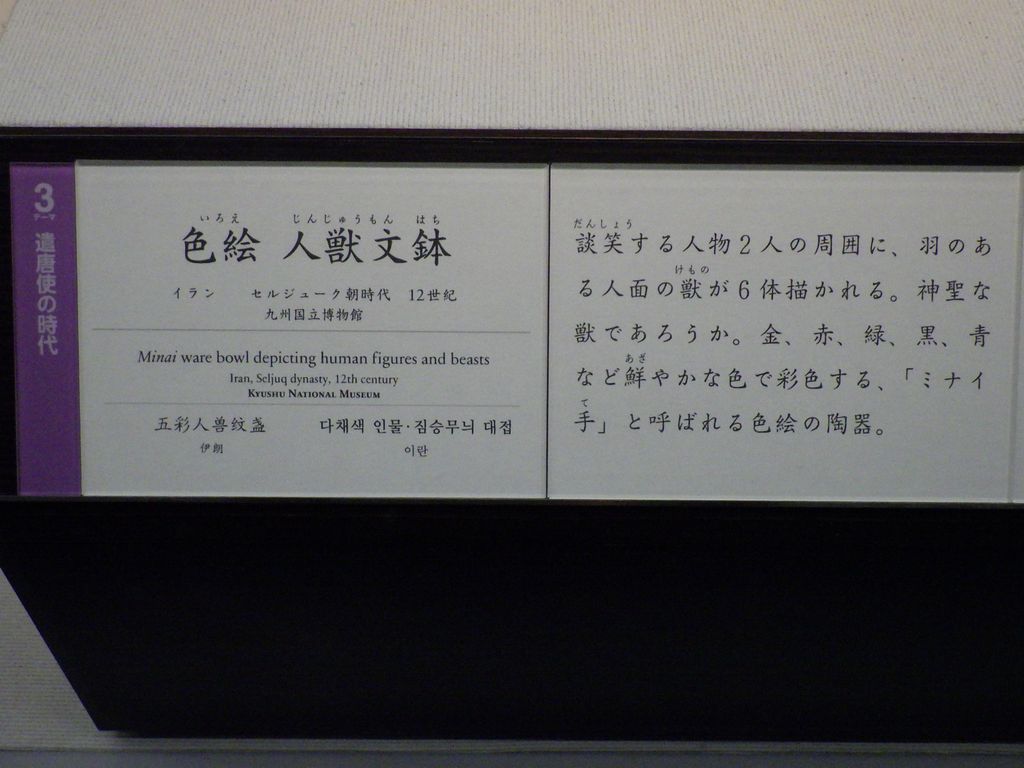 3
テーマ
遣唐使の時代
いろえ じんじゅうもん はち
色絵 人獣文鉢
イラン セルジューク朝時代 12世紀
九州国立博物館
Minai ware bowl depicting human figures and beasts
Iran, Seljuq dynasty, 12th century
Kyushu National Museum
五彩人兽纹盏 다채색 인물·짐승무늬 대접
伊朗 이란
だんしょう
談笑する人物2人の周囲に、羽のあ
けもの
る人面の獣が6体描かれる。神聖な
獣であろうか。金、赤、緑、黒、青
あざ
など鮮やかな色で彩色する、「ミナイ
て
手」と呼ばれる色絵の陶器。